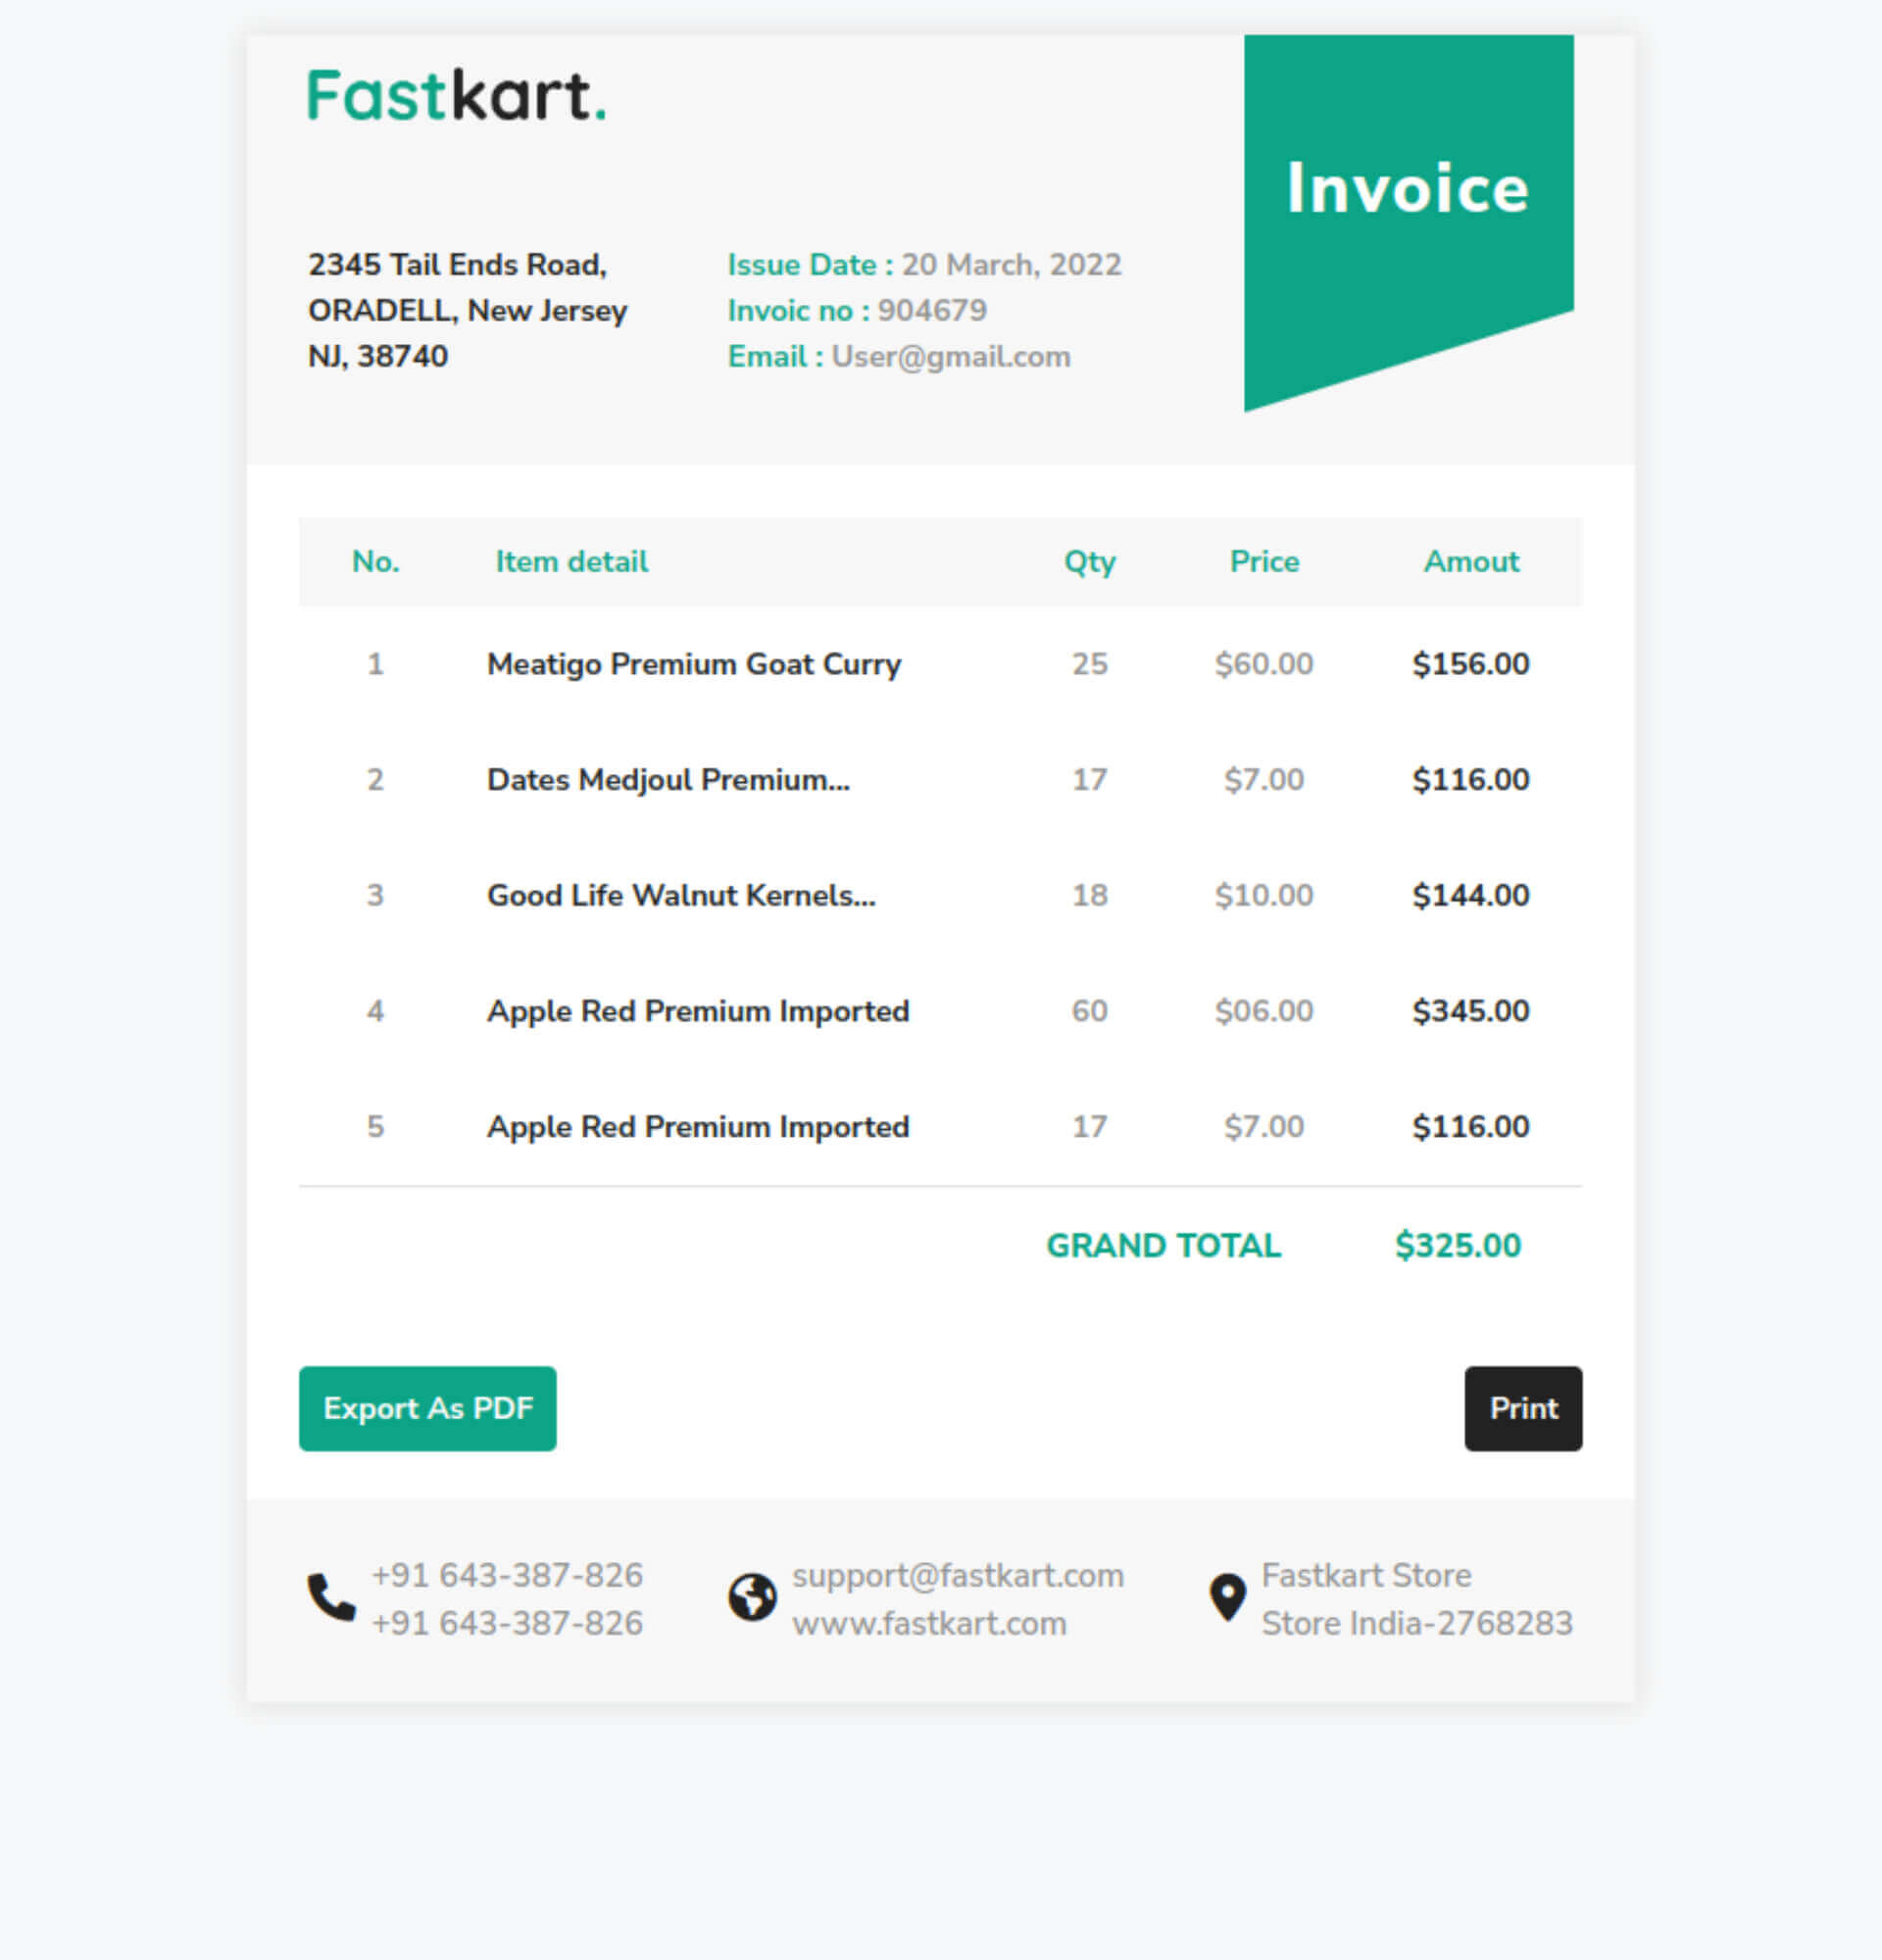 Fastkart.
Invoice
2345 Tail Ends Road,
ORADELL, New Jersey
NJ, 38740
Issue Date : 20 March, 2022
Invoic no : 904679
Email : User@gmail.com
No. Item detail Qty Price Amout
1 Meatigo Premium Goat Curry 25 $60.00 $156.00
2 Dates Medjoul Premium... 17 $7.00 $116.00
3 Good Life Walnut Kernels... 18 $10.00 $144.00
4 Apple Red Premium Imported 60 $06.00 $345.00
5 Apple Red Premium Imported 17 $7.00 $116.00
GRAND TOTAL $325.00
Export As PDF
Print
+91 643-387-826
+91 643-387-826
support@fastkart.com
www.fastkart.com
Fastkart Store
Store India-2768283